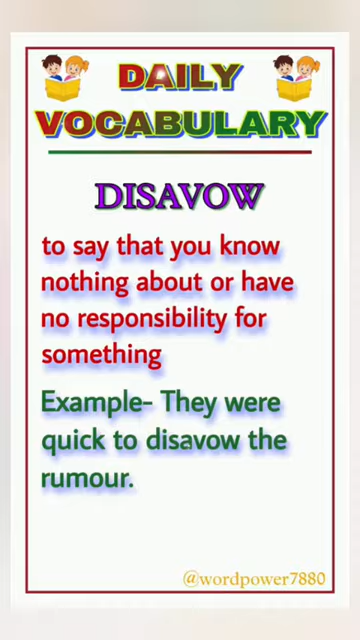 DAILY
VOCABULARY
DISAVOW
to say that you know
nothing about or have
no responsibility for
something
Example- They were
quick to disavow the
rumour.
@wordpower7880